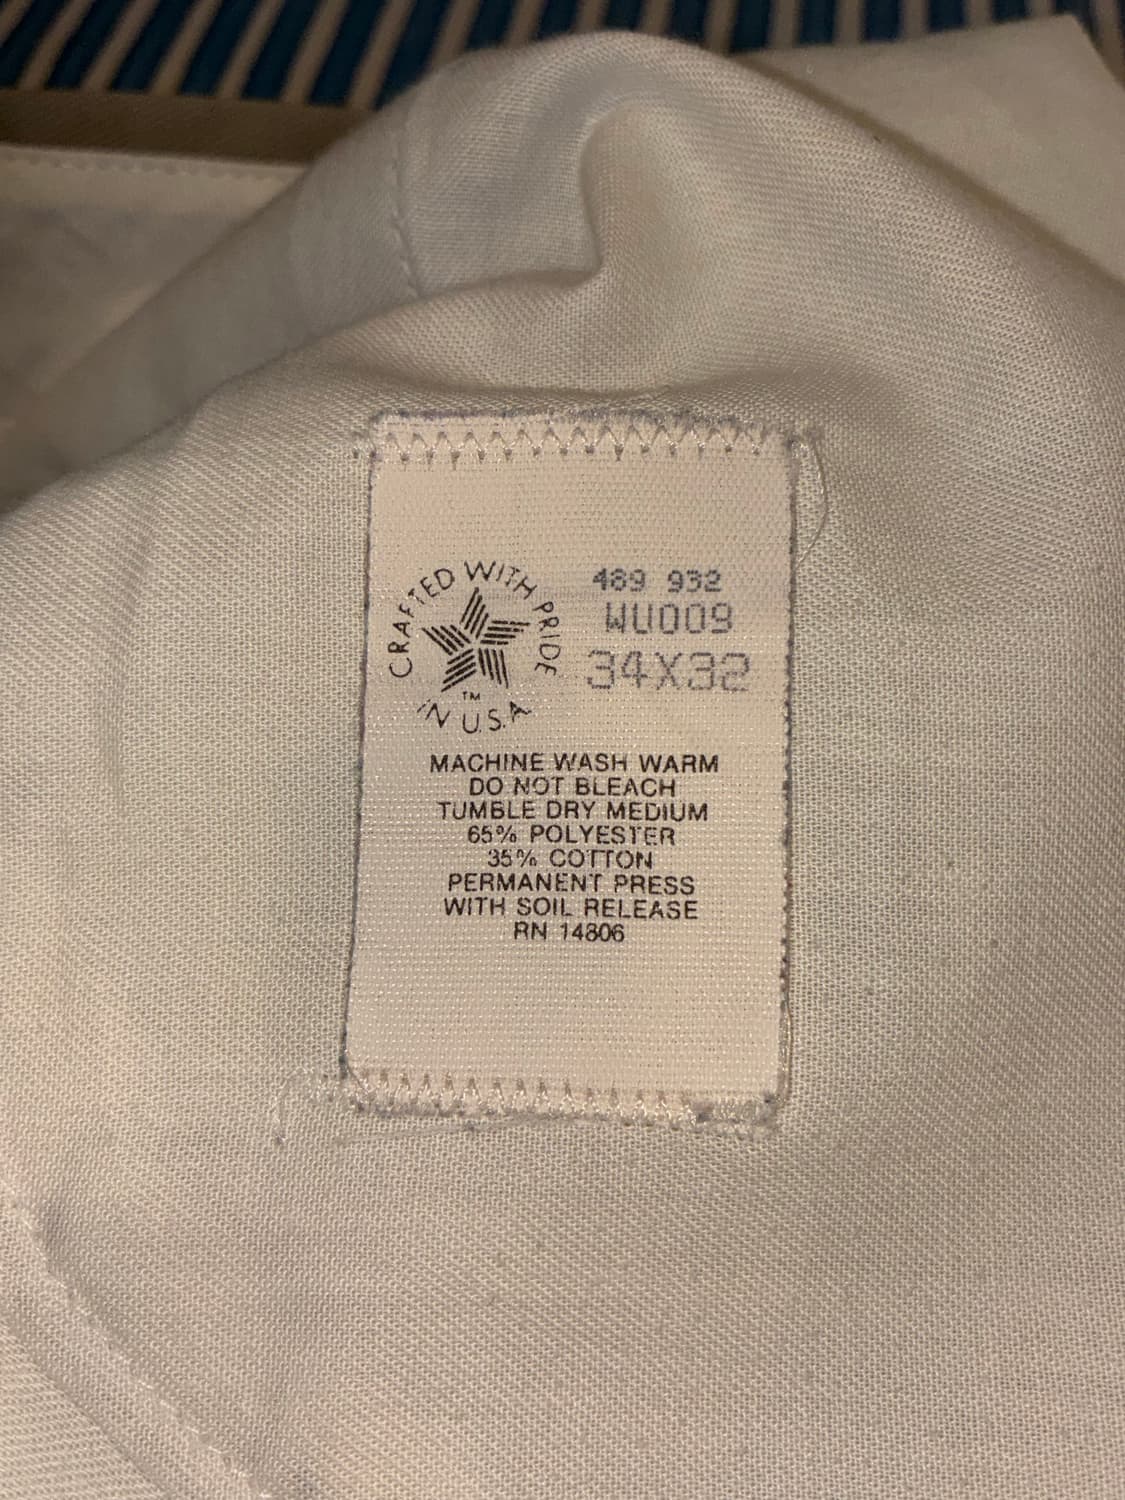 CRAFTED WITH PRIDE
IN U.S.A
TM
489 932
WU009
34X32
MACHINE WASH WARM
DO NOT BLEACH
TUMBLE DRY MEDIUM
65% POLYESTER
35% COTTON
PERMANENT PRESS
WITH SOIL RELEASE
RN 14806